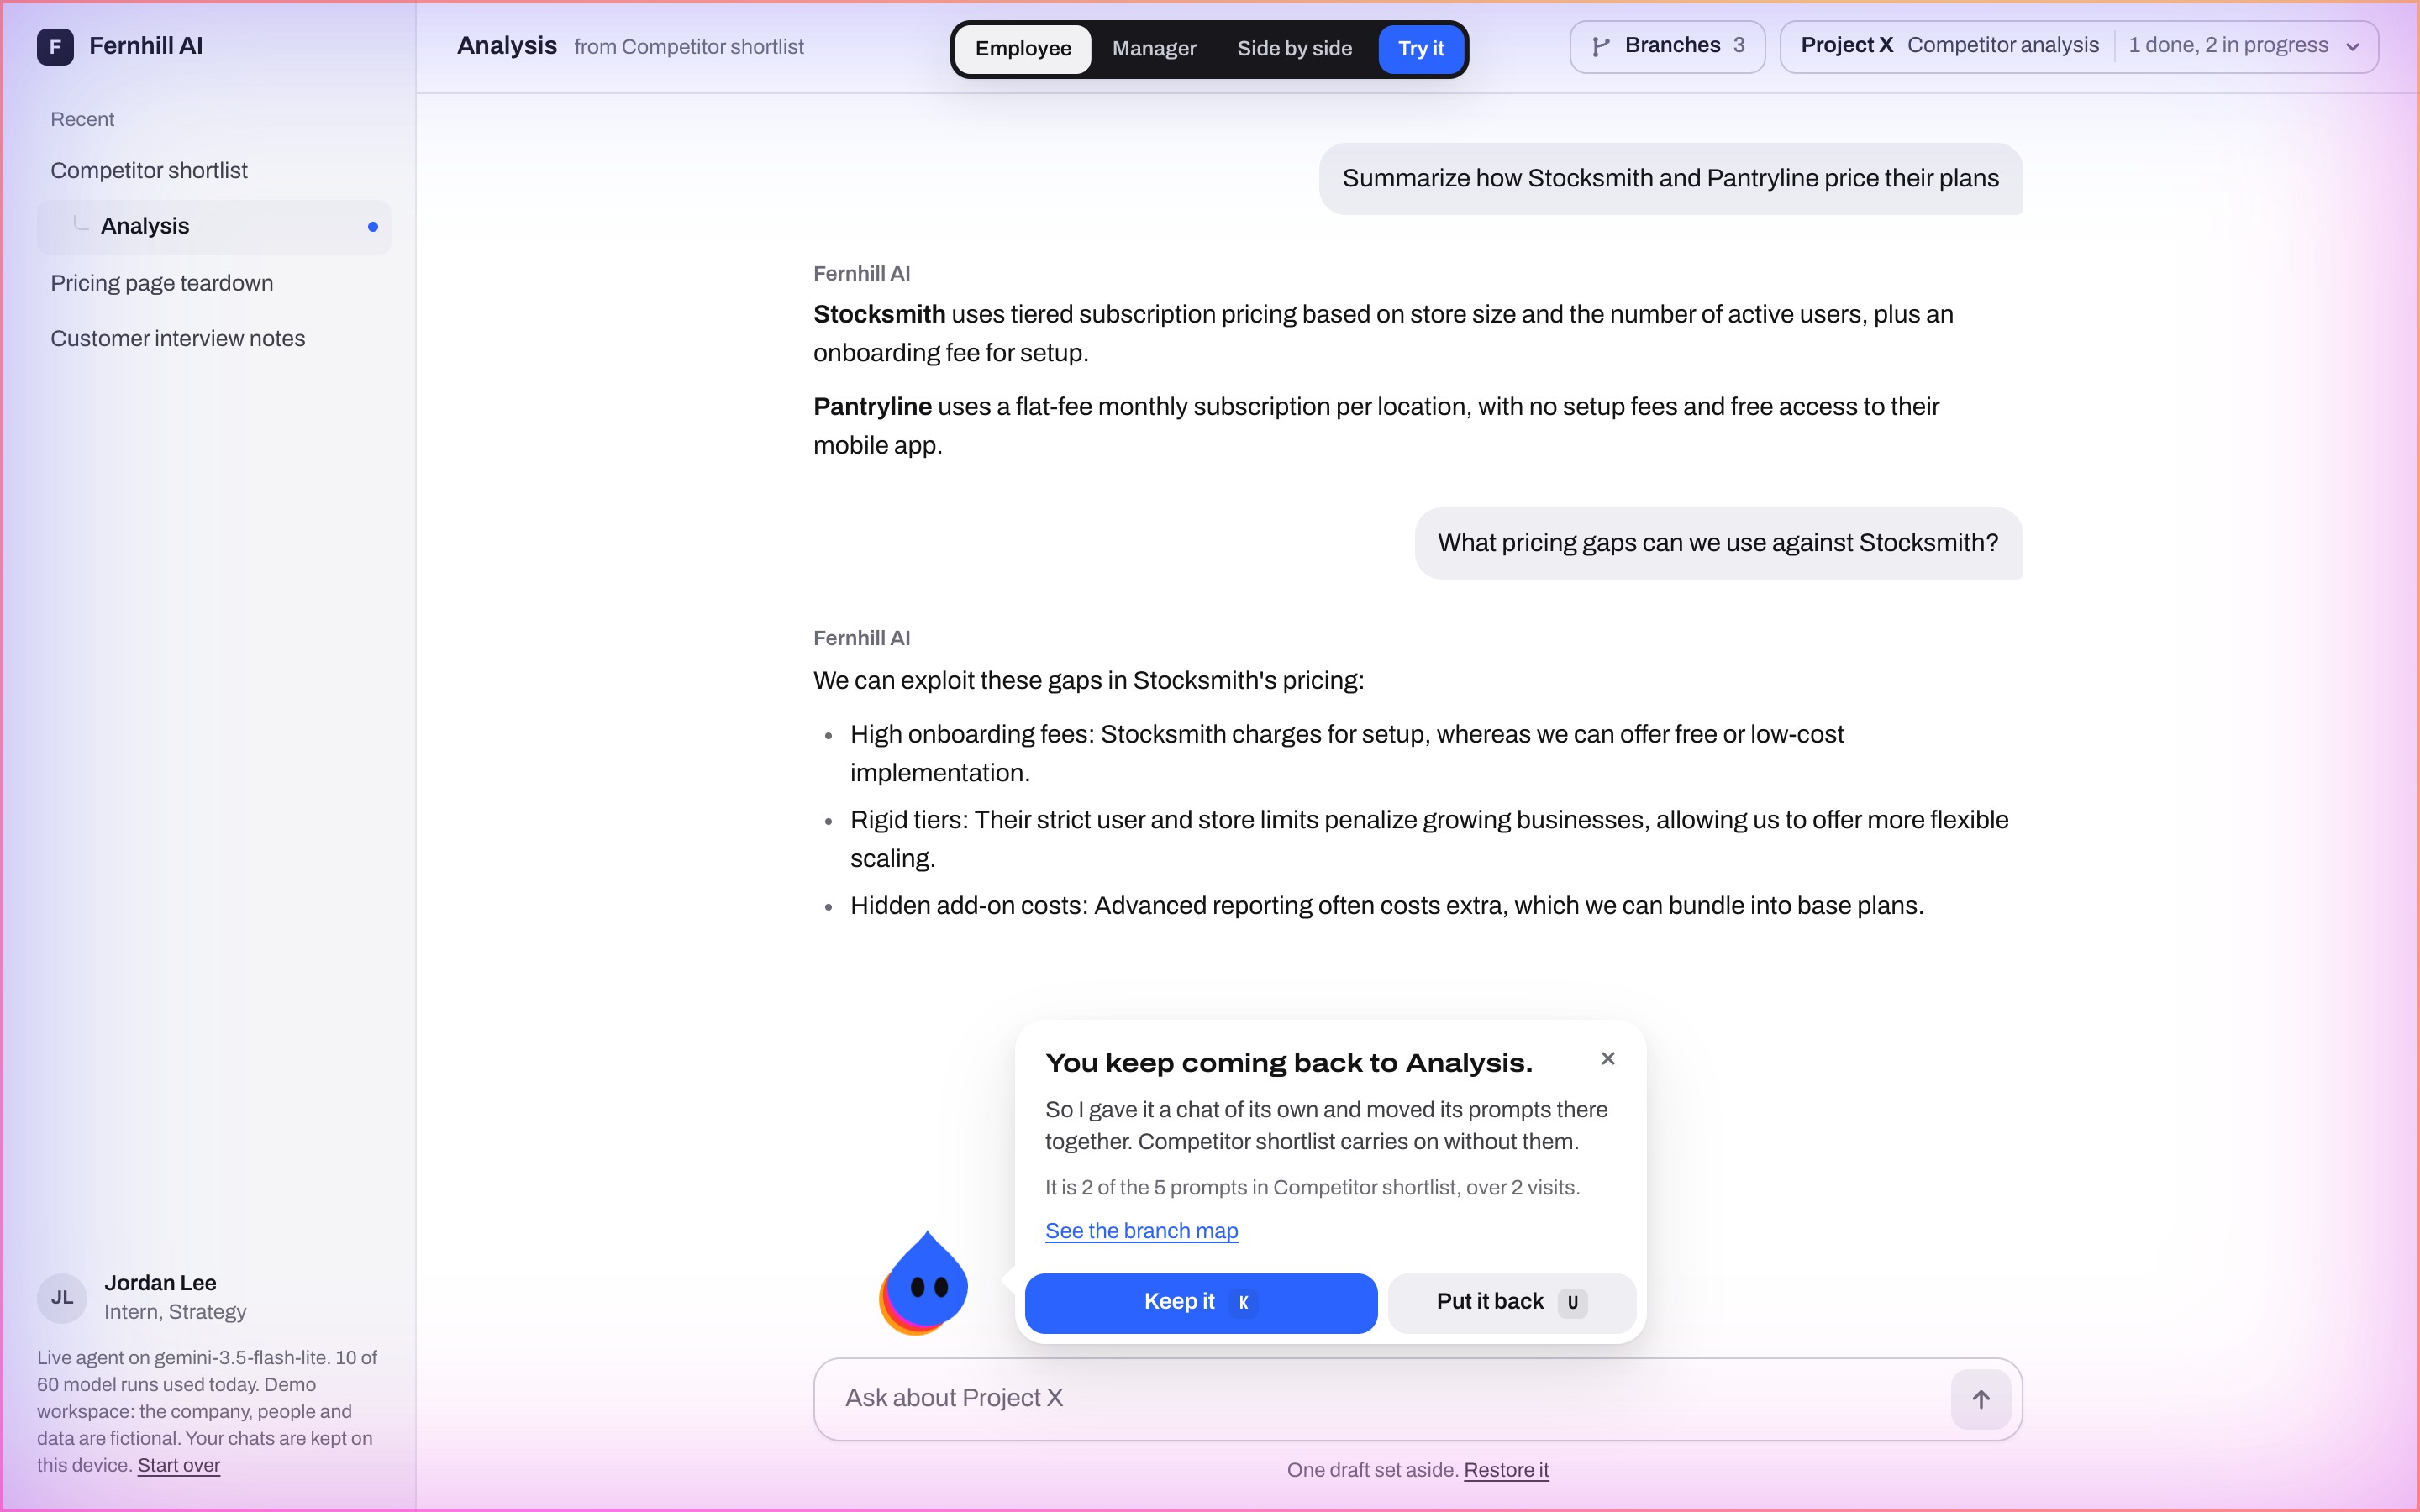 F Fernhill AI
Recent
Competitor shortlist
Analysis
Pricing page teardown
Customer interview notes
JL
Jordan Lee
Intern, Strategy
Live agent on gemini-3.5-flash-lite. 10 of
60 model runs used today. Demo
workspace: the company, people and
data are fictional. Your chats are kept on
this device. Start over
Analysis from Competitor shortlist
Employee Manager Side by side Try it
Branches 3
Project X Competitor analysis 1 done, 2 in progress
Summarize how Stocksmith and Pantryline price their plans
Fernhill AI
Stocksmith uses tiered subscription pricing based on store size and the number of active users, plus an
onboarding fee for setup.
Pantryline uses a flat-fee monthly subscription per location, with no setup fees and free access to their
mobile app.
What pricing gaps can we use against Stocksmith?
Fernhill AI
We can exploit these gaps in Stocksmith's pricing:
• High onboarding fees: Stocksmith charges for setup, whereas we can offer free or low-cost
implementation.
• Rigid tiers: Their strict user and store limits penalize growing businesses, allowing us to offer more flexible
scaling.
• Hidden add-on costs: Advanced reporting often costs extra, which we can bundle into base plans.
You keep coming back to Analysis.
So I gave it a chat of its own and moved its prompts there
together. Competitor shortlist carries on without them.
It is 2 of the 5 prompts in Competitor shortlist, over 2 visits.
See the branch map
Keep it K
Put it back U
Ask about Project X
One draft set aside. Restore it